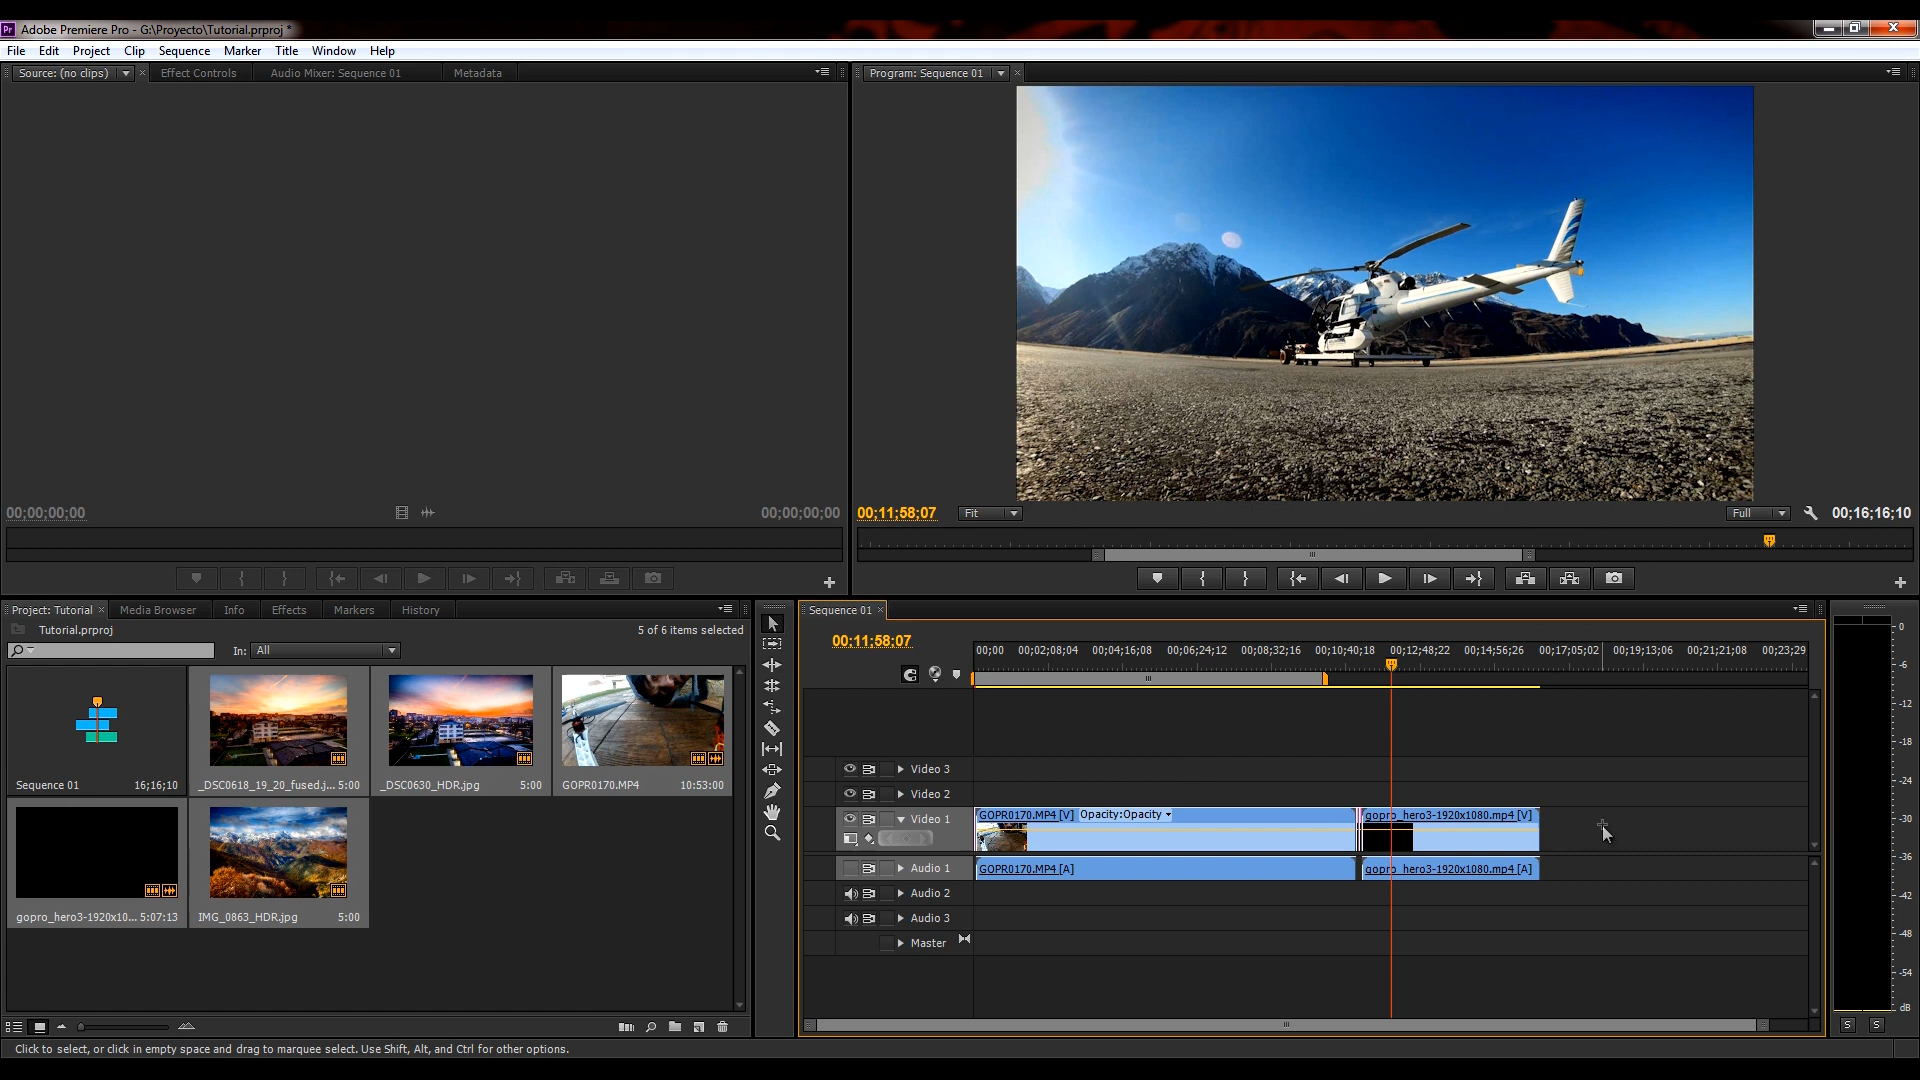 Pr Adobe Premiere Pro - G:\Proyecto\Tutorial.prproj *
File Edit Project Clip Sequence Marker Title Window Help
Source: (no clips) Effect Controls Audio Mixer: Sequence 01 Metadata
Program: Sequence 01
00;00;00;00 00;00;00;00
00;11;58;07 Fit Full 00;16;16;10
Project: Tutorial Media Browser Info Effects Markers History
Tutorial.prproj 5 of 6 items selected
In: All
Sequence 01 16;16;10
_DSC0618_19_20_fused.j... 5:00
_DSC0630_HDR.jpg 5:00
GOPR0170.MP4 10:53:00
gopro_hero3-1920x10... 5:07:13
IMG_0863_HDR.jpg 5:00
Sequence 01
00;11;58;07
00;00 00;02;08;04 00;04;16;08 00;06;24;12 00;08;32;16 00;10;40;18 00;12;48;22 00;14;56;26 00;17;05;02 00;19;13;06 00;21;21;08 00;23;29
Video 3
Video 2
Video 1
GOPR0170.MP4 [V] Opacity:Opacity
gopro_hero3-1920x1080.mp4 [V]
Audio 1
GOPR0170.MP4 [A]
gopro_hero3-1920x1080.mp4 [A]
Audio 2
Audio 3
Master
0
-6
-12
-18
-24
-30
-36
-42
-48
-54
dB
S S
Click to select, or click in empty space and drag to marquee select. Use Shift, Alt, and Ctrl for other options.